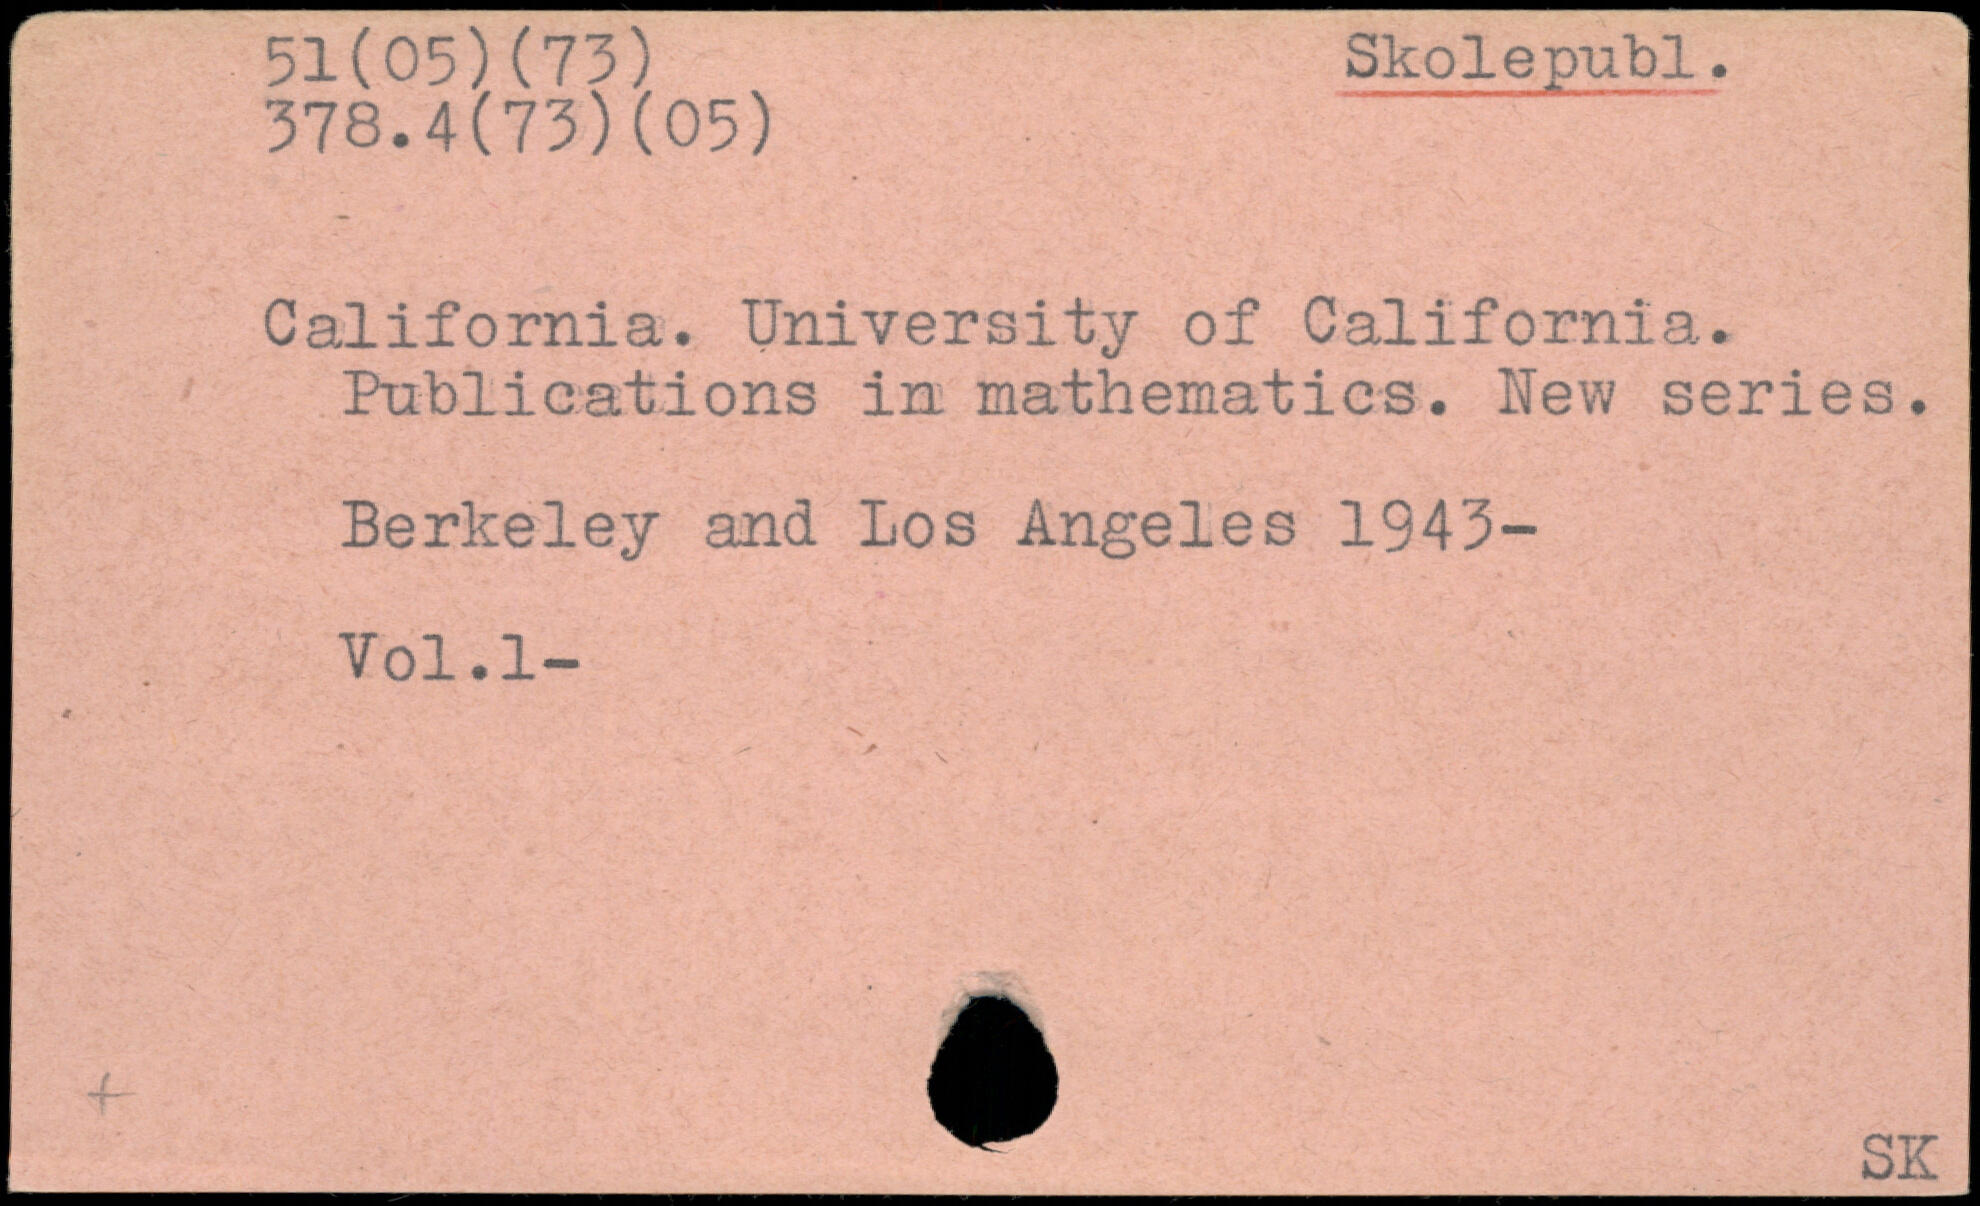 51(05)(73)
Skolepubl.
378.4(73)(05)
California. University of California.
Publications in mathematics. New series.
Berkeley and Los Angeles 1943-
Vol.1-
+
SK